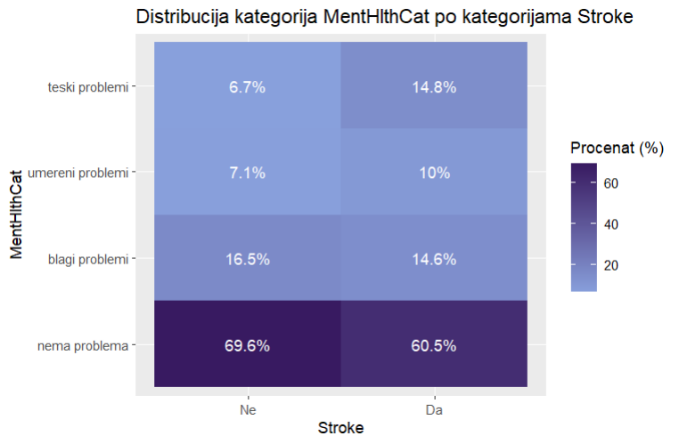 Distribucija kategorija MentHlthCat po kategorijama Stroke
MentHlthCat
teski problemi 6.7% 14.8%
umereni problemi 7.1% 10%
blagi problemi 16.5% 14.6%
nema problema 69.6% 60.5%
Ne Da
Stroke
Procenat (%)
60
40
20